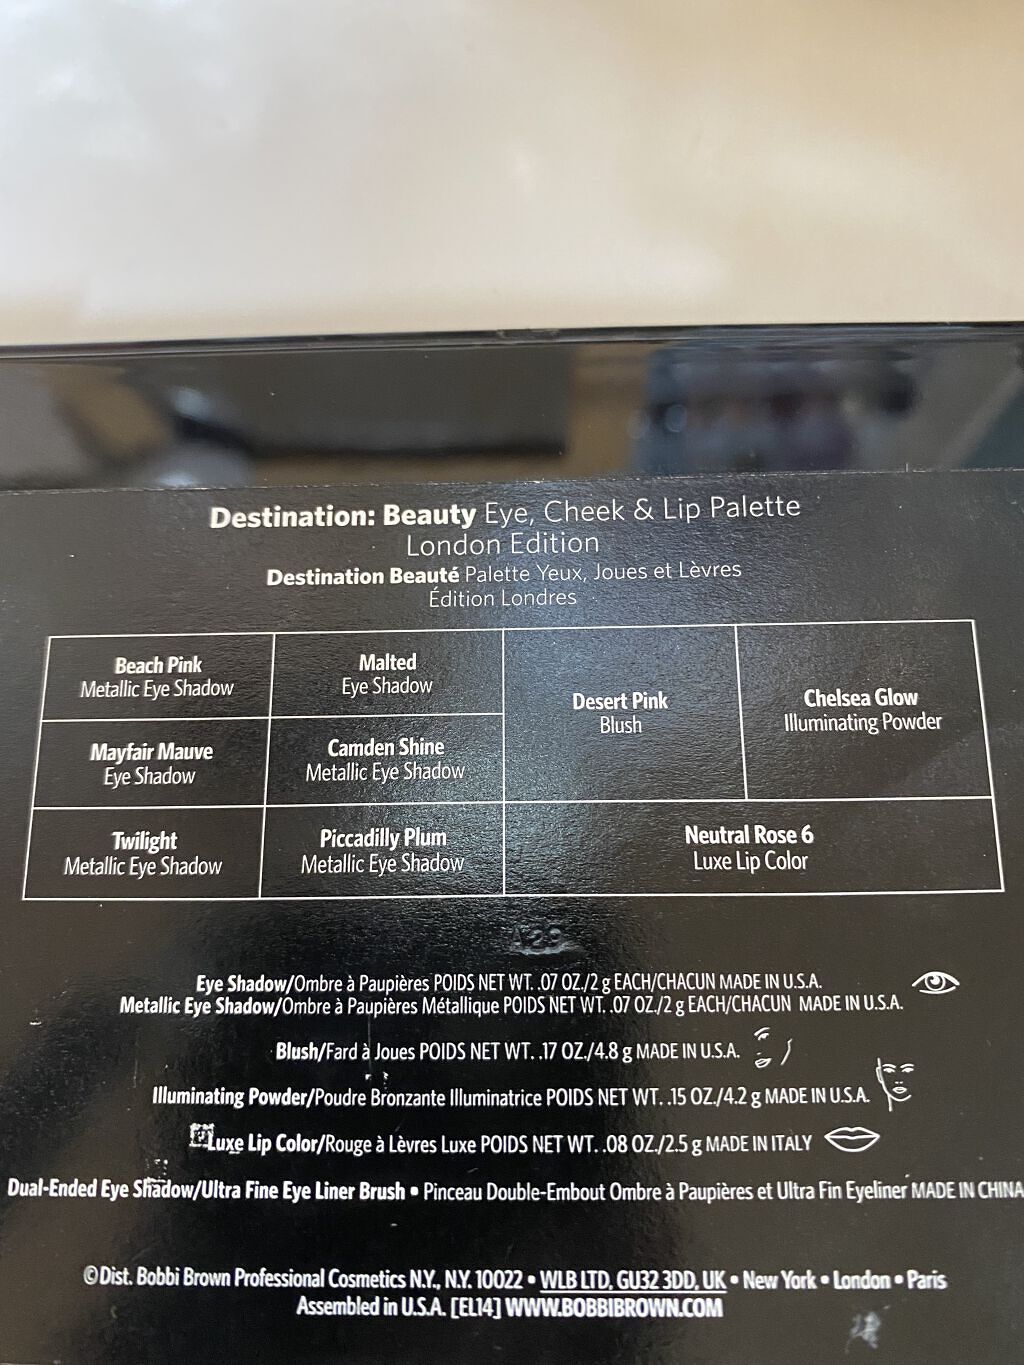 Destination: Beauty Eye, Cheek & Lip Palette
London Edition
Destination Beauté Palette Yeux, Joues et Lèvres
Édition Londres
Beach Pink
Metallic Eye Shadow
Malted
Eye Shadow
Desert Pink
Blush
Chelsea Glow
Illuminating Powder
Mayfair Mauve
Eye Shadow
Camden Shine
Metallic Eye Shadow
Twilight
Metallic Eye Shadow
Piccadilly Plum
Metallic Eye Shadow
Neutral Rose 6
Luxe Lip Color
A29
Eye Shadow/Ombre à Paupières POIDS NET WT. .07 OZ./2 g EACH/CHACUN MADE IN U.S.A.
Metallic Eye Shadow/Ombre à Paupières Métallique POIDS NET WT. .07 OZ./2 g EACH/CHACUN MADE IN U.S.A.
Blush/Fard à Joues POIDS NET WT. .17 OZ./4.8 g MADE IN U.S.A.
Illuminating Powder/Poudre Bronzante Illuminatrice POIDS NET WT. .15 OZ./4.2 g MADE IN U.S.A.
Luxe Lip Color/Rouge à Lèvres Luxe POIDS NET WT. .08 OZ./2.5 g MADE IN ITALY
Dual-Ended Eye Shadow/Ultra Fine Eye Liner Brush • Pinceau Double-Embout Ombre à Paupières et Ultra Fin Eyeliner MADE IN CHINA
©Dist. Bobbi Brown Professional Cosmetics N.Y., N.Y. 10022 • WLB LTD, GU32 3DD, UK • New York • London • Paris
Assembled in U.S.A. [EL14] WWW.BOBBIBROWN.COM